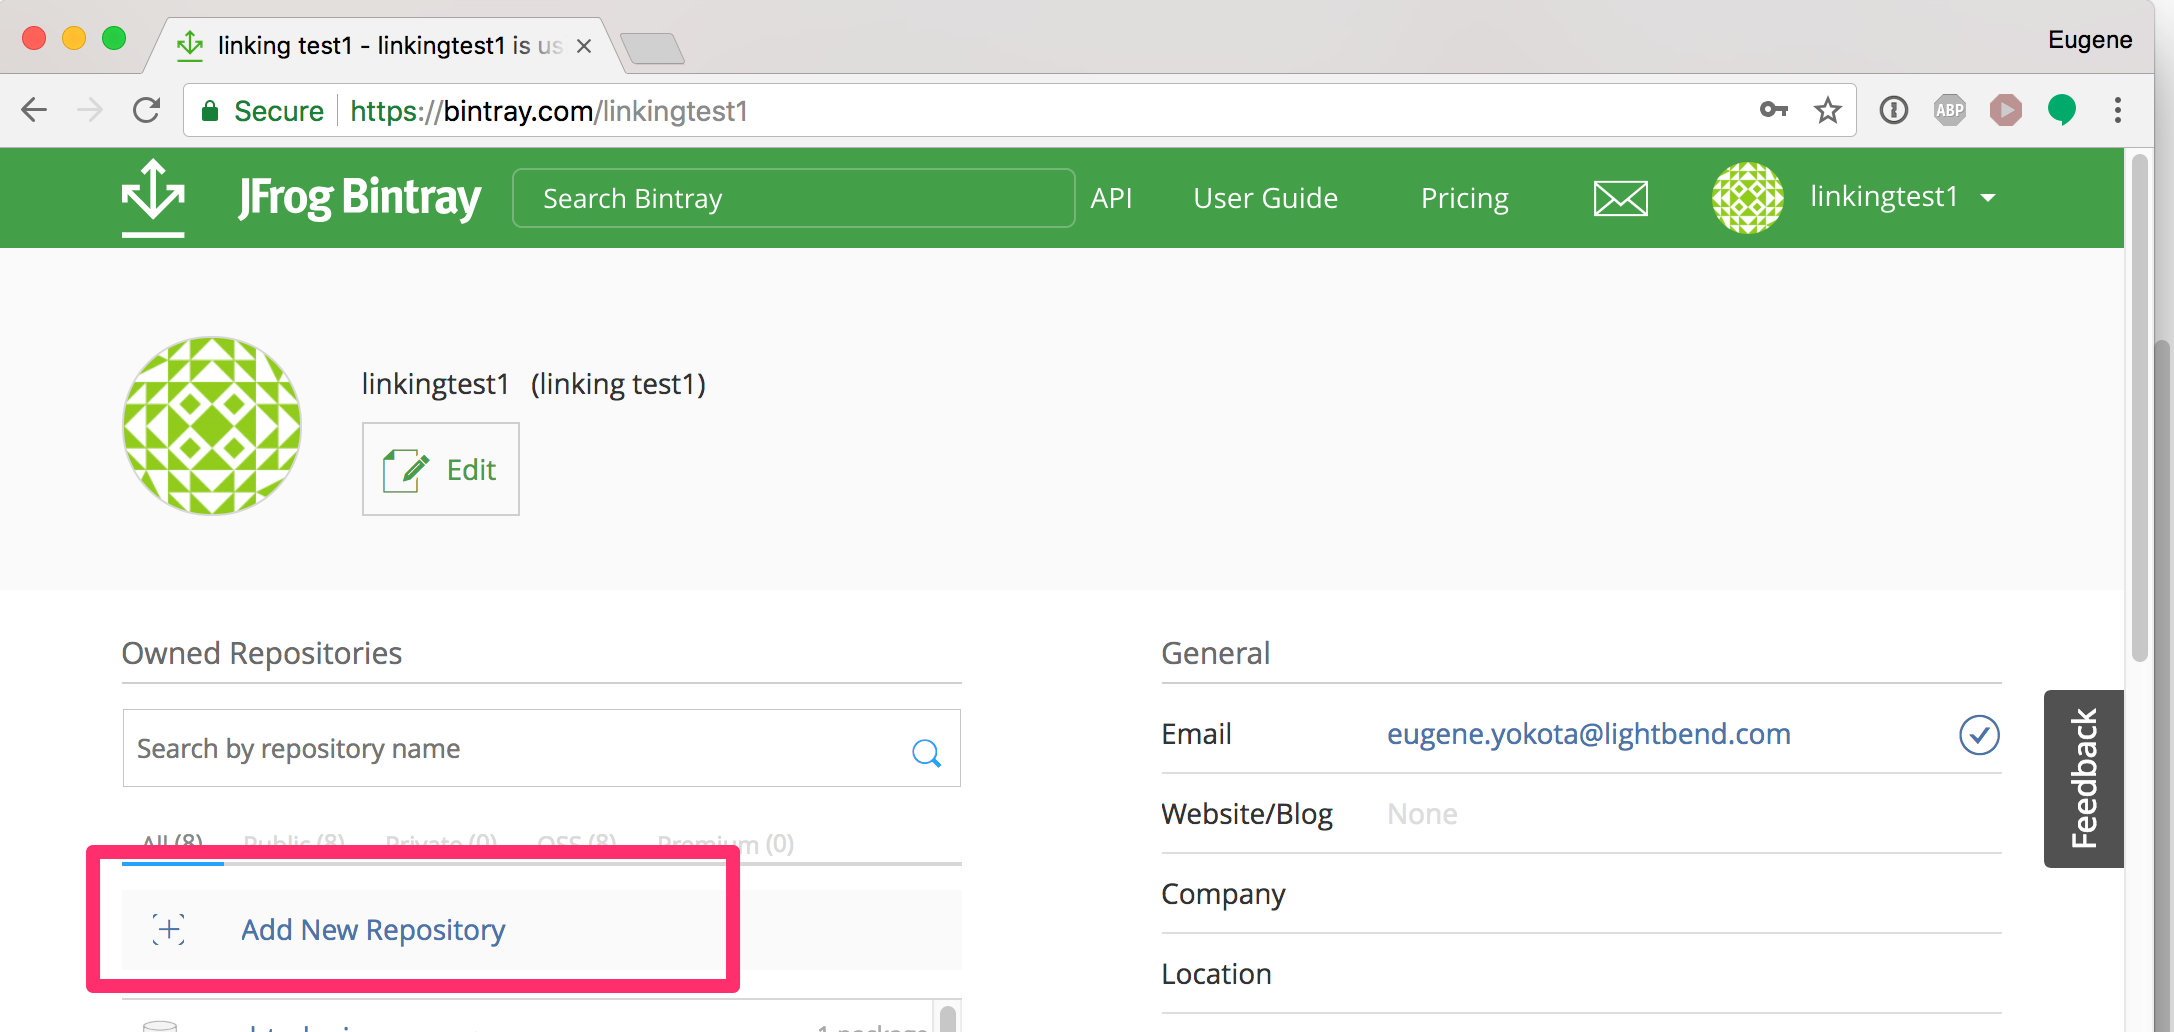 linking test1 - linkingtest1 is us
Eugene
Secure https://bintray.com/linkingtest1
ABP
JFrog Bintray
Search Bintray
API
User Guide
Pricing
linkingtest1
linkingtest1 (linking test1)
Edit
Owned Repositories
Search by repository name
All (8) Public (8) Private (0) OSS (8) Premium (0)
Add New Repository
1 package
General
Email eugene.yokota@lightbend.com
Website/Blog None
Company
Location
Feedback